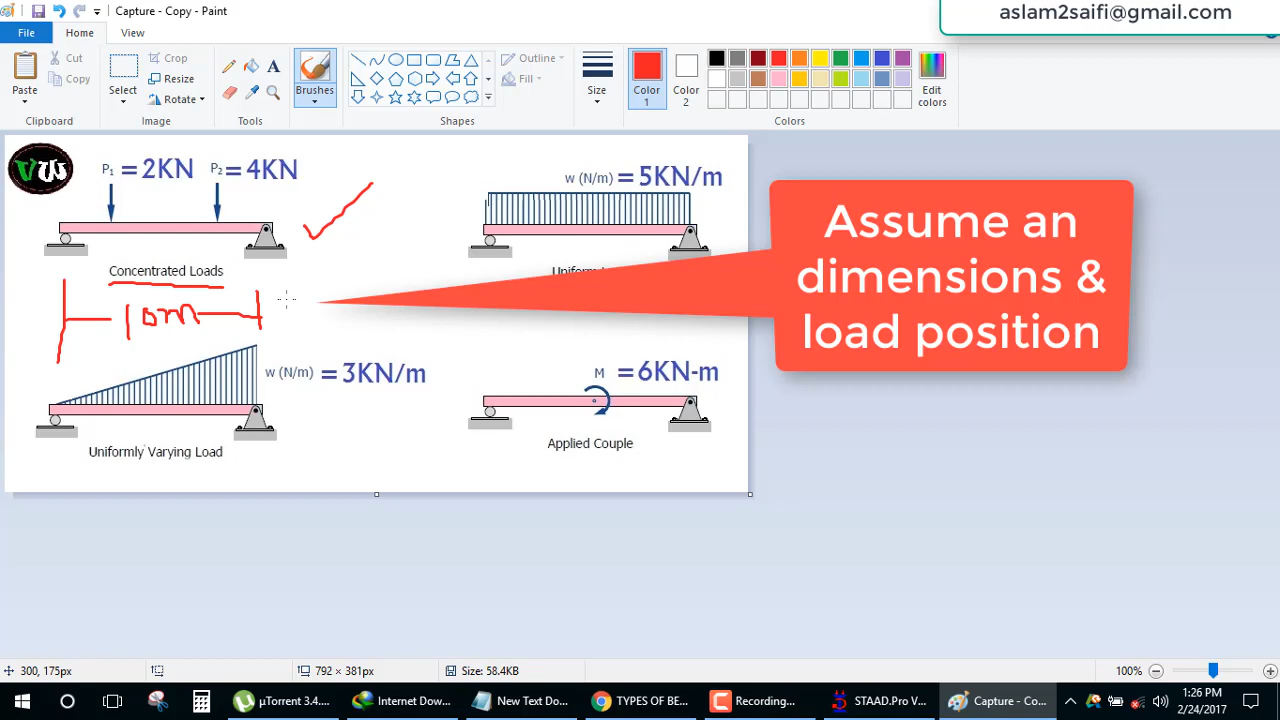 Capture - Copy - Paint
aslam2saifi@gmail.com
File
Home
View
Paste
Cut
Copy
Clipboard
Select
Crop
Resize
Rotate
Image
A
Tools
Brushes
Outline
Fill
Shapes
Size
Color
1
Color
2
Edit
colors
Colors
VW
P1 = 2KN
P2 = 4KN
Concentrated Loads
10m
w (N/m) = 5KN/m
Assume an
dimensions &
load position
w (N/m) = 3KN/m
Uniformly Varying Load
M = 6KN-m
Applied Couple
300, 175px
792 × 381px
Size: 58.4KB
100%
µTorrent 3.4...
Internet Dow...
New Text Do...
TYPES OF BE...
Recording...
STAAD.Pro V...
Capture - Co...
1:26 PM
2/24/2017